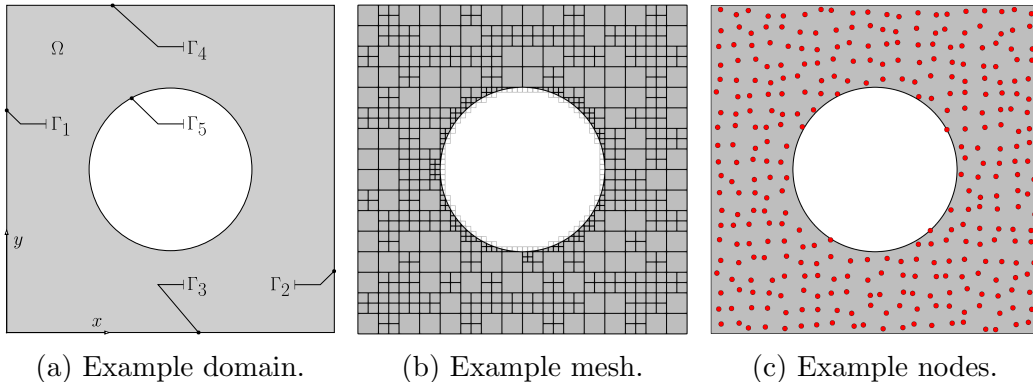 Ω
Γ4
Γ1
Γ5
y
Γ3
Γ2
x
(a) Example domain.
(b) Example mesh.
(c) Example nodes.